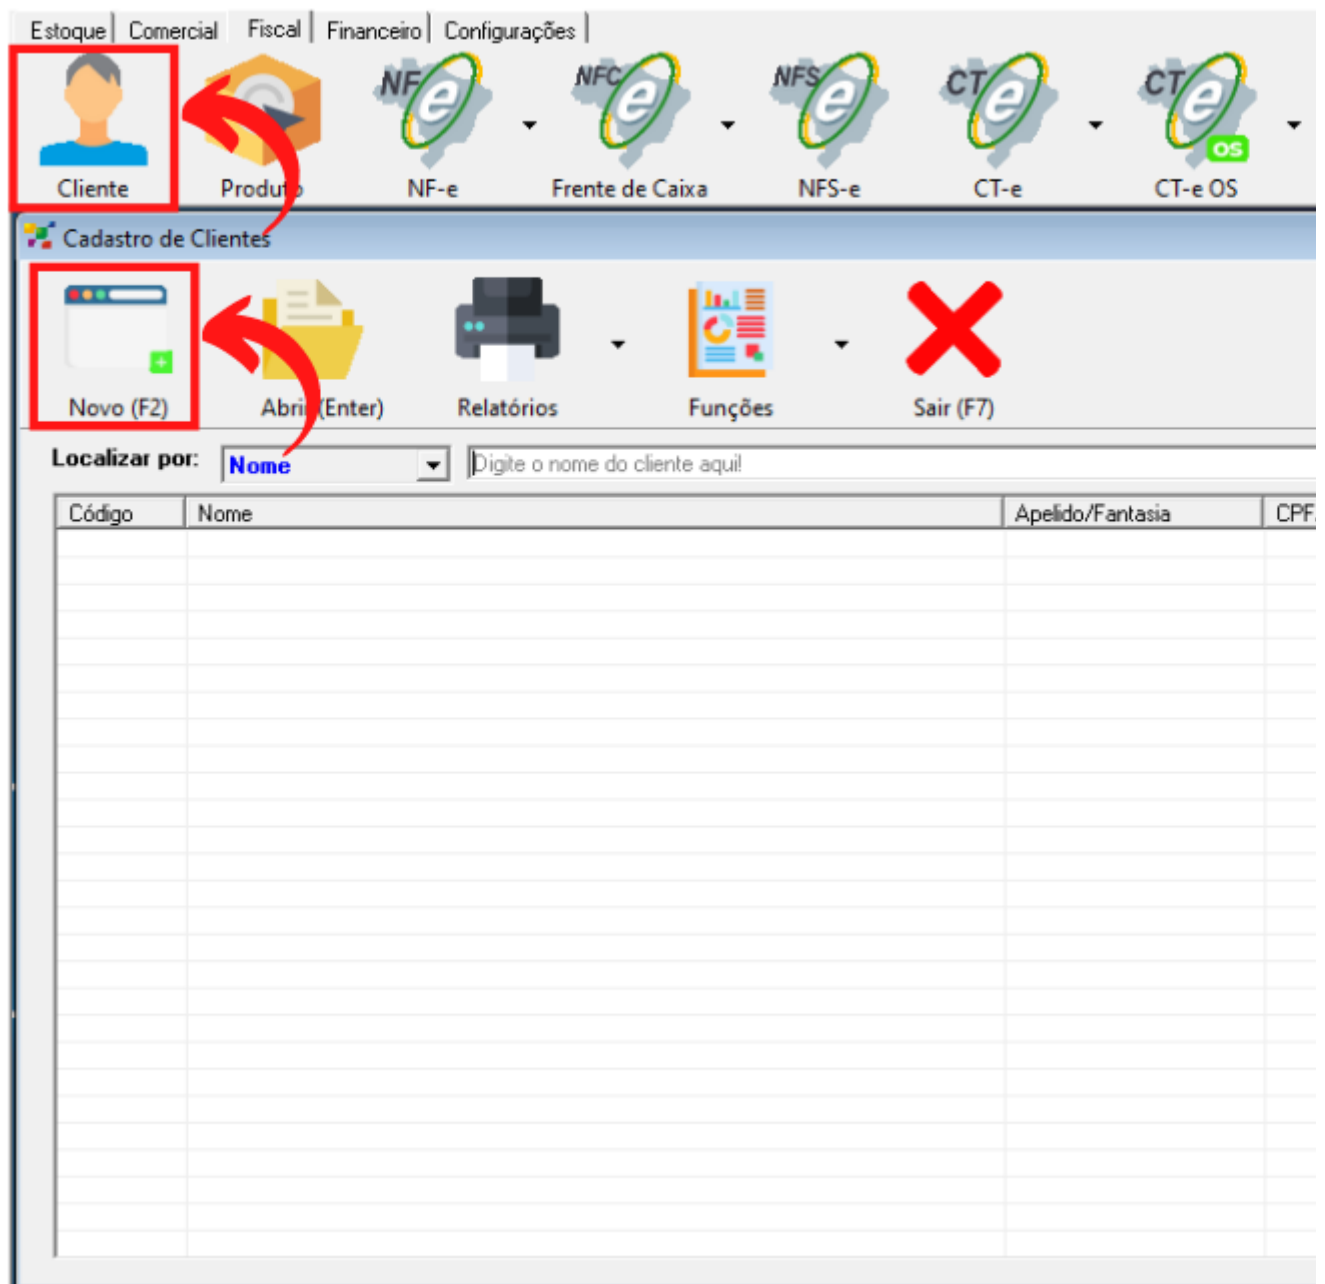 Estoque Comercial Fiscal Financeiro Configurações
NF e NFC e NFS e CT e CT e OS
Cliente Produto NF-e Frente de Caixa NFS-e CT-e CT-e OS
Cadastro de Clientes
Novo (F2) Abrir (Enter) Relatórios Funções Sair (F7)
Localizar por: Nome Digite o nome do cliente aqui!
Código Nome Apelido/Fantasia CPF